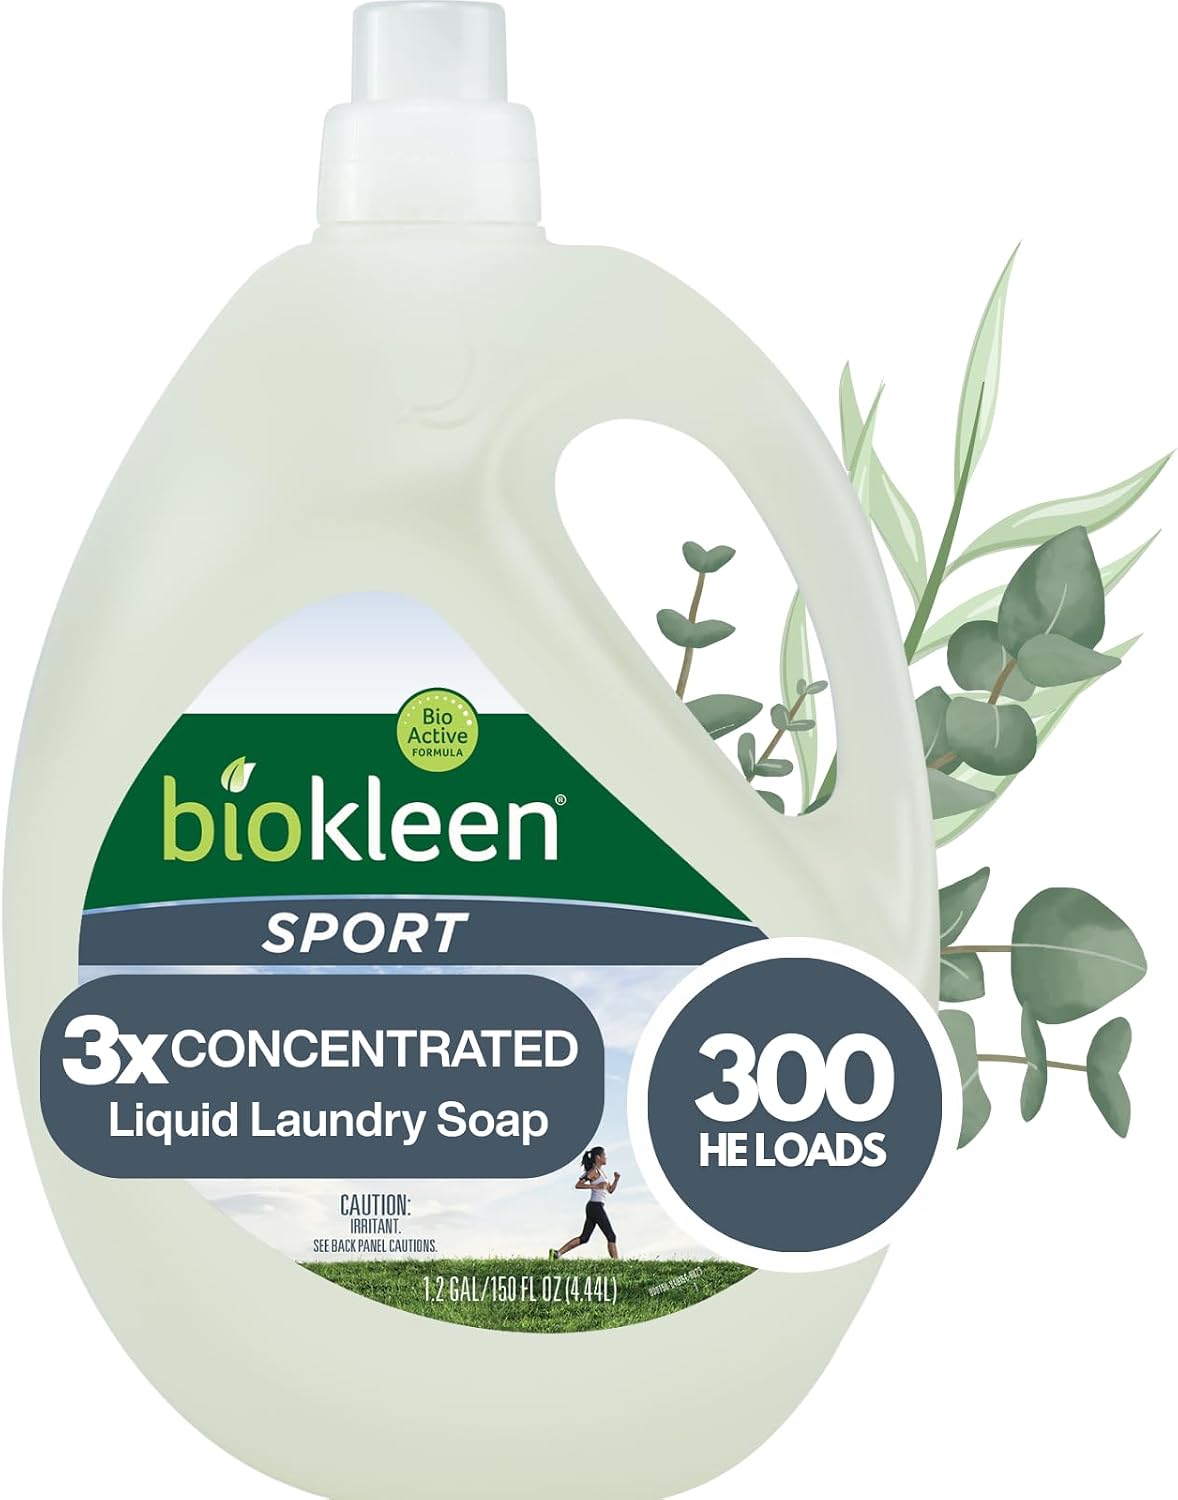 Bio
Active
FORMULA
biokleen®
SPORT
3x CONCENTRATED
Liquid Laundry Soap
300
HE LOADS
CAUTION:
IRRITANT.
SEE BACK PANEL CAUTIONS.
1.2 GAL/150 FL OZ (4.44L)